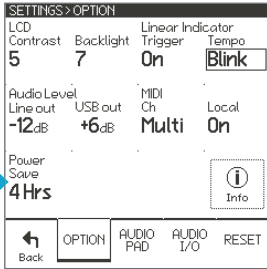 SETTINGS>OPTION
LCD
Contrast Backlight
5 7
Linear Indicator
Trigger Tempo
On Blink
Audio Level
Line out USB out
-12dB +6dB
MIDI
Ch Local
Multi On
Power
Save
4 Hrs
i
Info
Back
OPTION
AUDIO
PAD
AUDIO
I/O
RESET